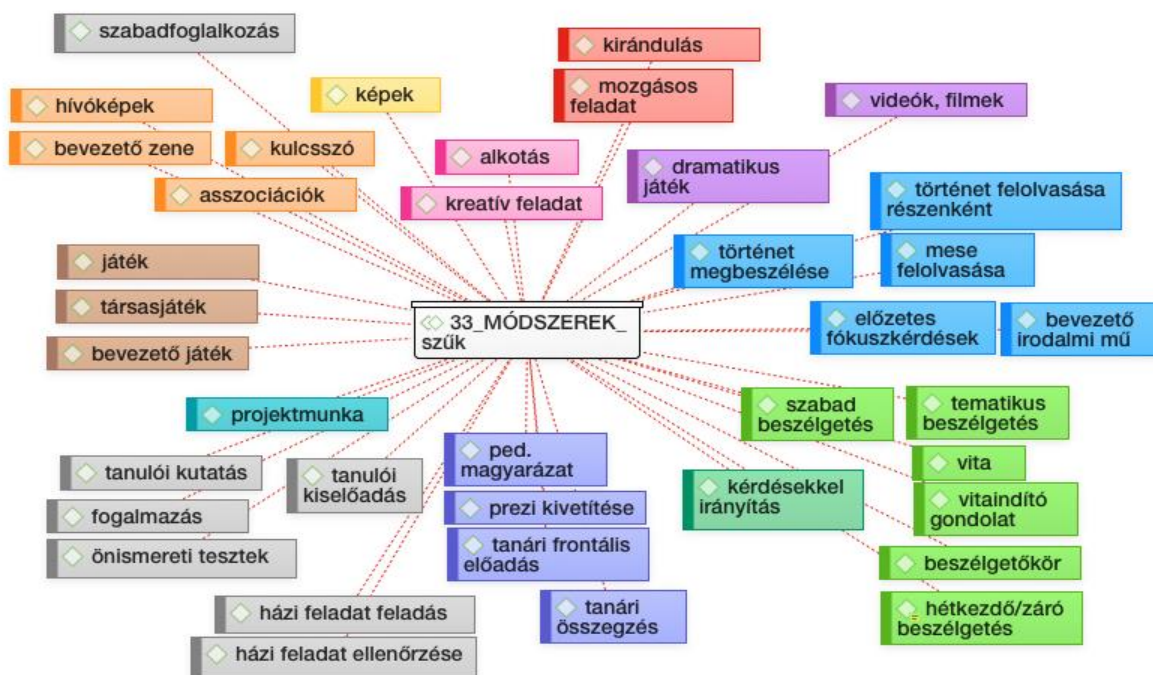 szabadfoglalkozás
kirándulás
mozgásos
feladat
képek
videók, filmek
hívóképek
bevezető zene
kulcsszó
asszociációk
alkotás
kreatív feladat
dramatikus
játék
történet felolvasása
részenként
történet
megbeszélése
mese
felolvasása
játék
társasjáték
bevezető játék
33_MÓDSZEREK_
szűk
előzetes
fókuszkérdések
bevezető
irodalmi mű
projektmunka
szabad
beszélgetés
tematikus
beszélgetés
tanulói kutatás
fogalmazás
önismereti tesztek
tanulói
kiselőadás
ped.
magyarázat
prezi kivetítése
tanári frontális
előadás
tanári
összegzés
kérdésekkel
irányítás
vita
vitaindító
gondolat
beszélgetőkör
hétkezdő/záró
beszélgetés
házi feladat feladás
házi feladat ellenőrzése